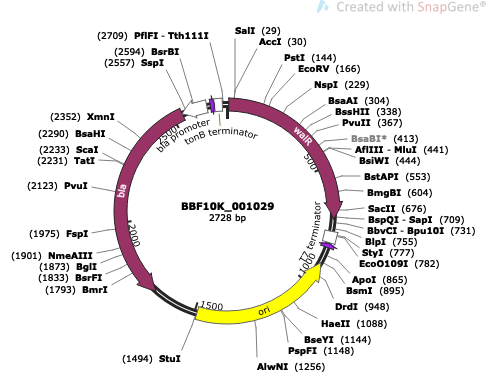 Created with SnapGene®
(2709) PflFI - Tth111I
(2594) BsrBI
(2557) SspI
SalI (29)
AccI (30)
PstI (144)
EcoRV (166)
NspI (229)
BsaAI (304)
BssHII (338)
PvuII (367)
BsaBI* (413)
AflIII - MluI (441)
BsiWI (444)
BstAPI (553)
BmgBI (604)
SacII (676)
BspQI - SapI (709)
BbvCI - Bpu10I (731)
BlpI (755)
StyI (777)
EcoO109I (782)
ApoI (865)
BsmI (895)
DrdI (948)
HaeII (1088)
BseYI (1144)
PspFI (1148)
AlwNI (1256)
(1494) StuI
(1793) BmrI
(1833) BsrFI
(1873) BglI
(1901) NmeAIII
(1975) FspI
(2123) PvuI
(2231) TatI
(2233) ScaI
(2290) BsaHI
(2352) XmnI
bla promoter
tonB terminator
walR
T7 terminator
ori
bla
500
1000
1500
2000
2500
BBF10K_001029
2728 bp